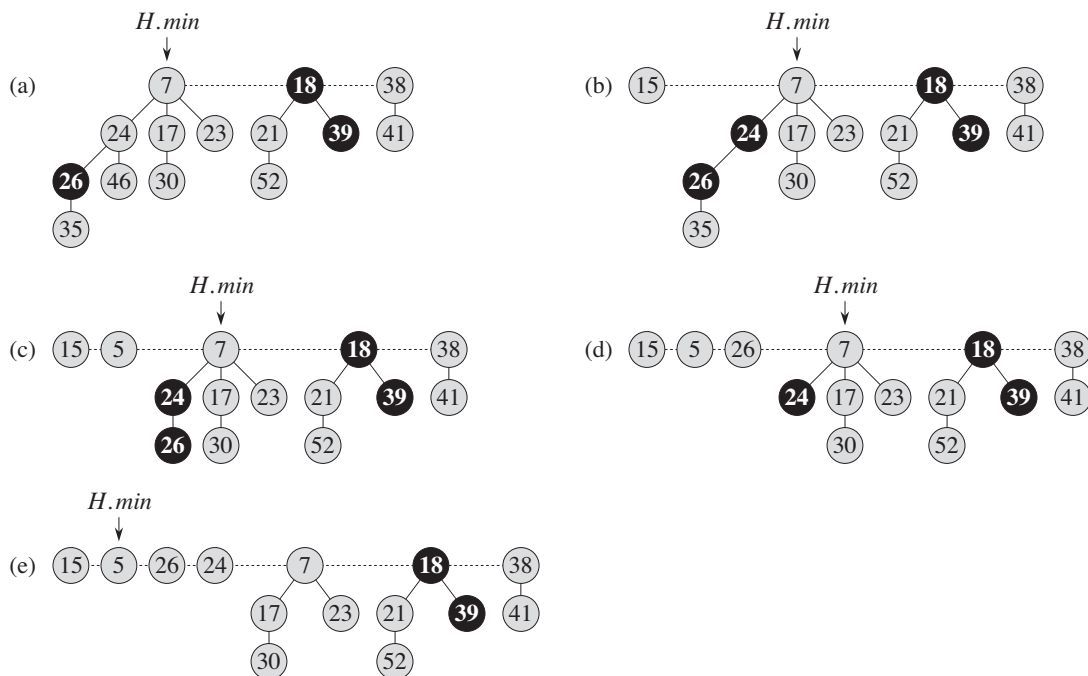 H.min H.min
(a) 7 18 38 (b) 15 7 18 38
24 17 23 21 39 41 24 17 23 21 39 41
26 46 30 52 26 30 52
35 35
H.min H.min
(c) 15 5 7 18 38 (d) 15 5 26 7 18 38
24 17 23 21 39 41 24 17 23 21 39 41
26 30 52 30 52
H.min
(e) 15 5 26 24 7 18 38
17 23 21 39 41
30 52